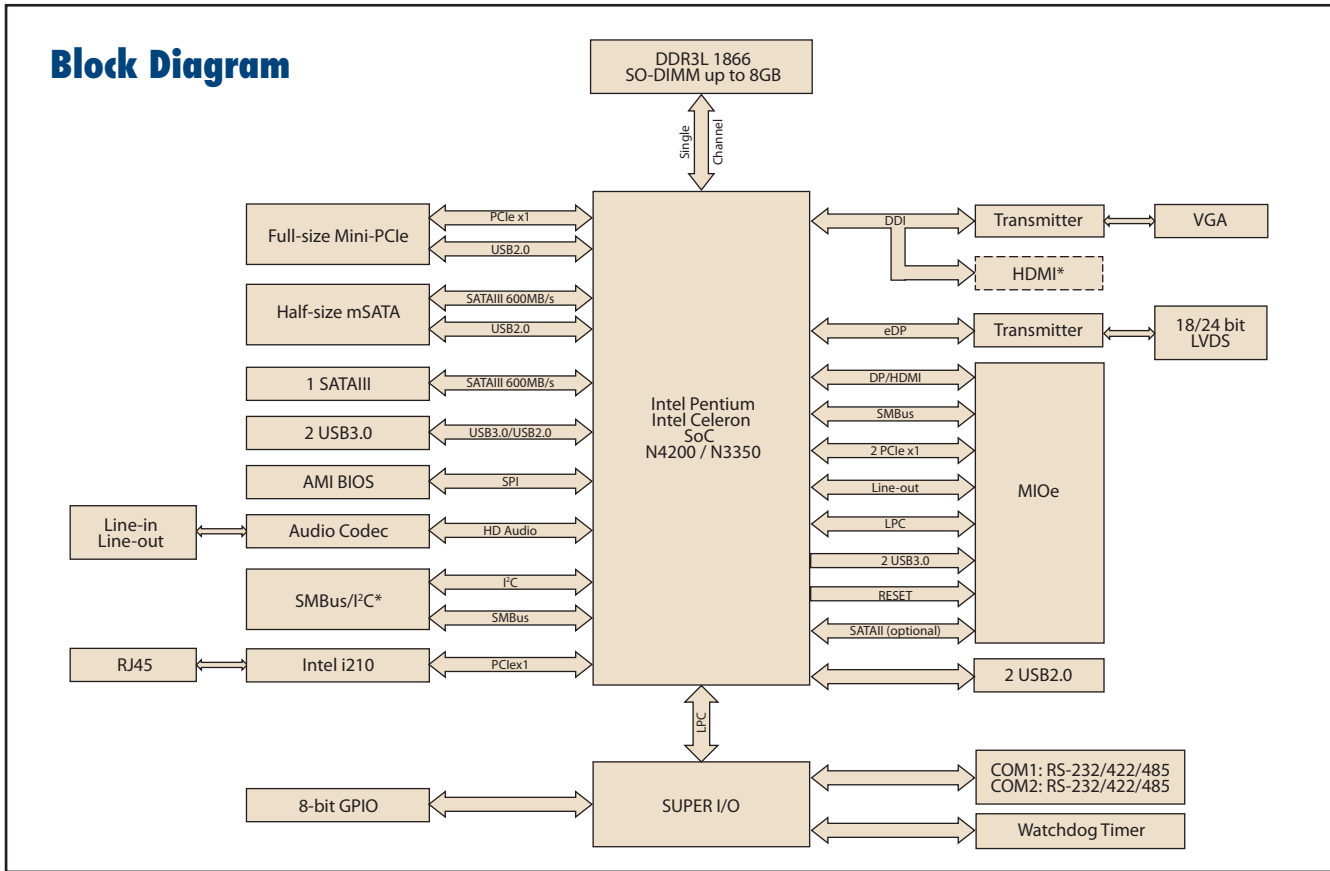 Block Diagram
DDR3L 1866
SO-DIMM up to 8GB
Single
Channel
Full-size Mini-PCIe
PCIe x1
USB2.0
Half-size mSATA
SATAIII 600MB/s
USB2.0
1 SATAIII
SATAIII 600MB/s
2 USB3.0
USB3.0/USB2.0
AMI BIOS
SPI
Line-in
Line-out
Audio Codec
HD Audio
SMBus/I²C*
I²C
SMBus
RJ45
Intel i210
PCIex1
Intel Pentium
Intel Celeron
SoC
N4200 / N3350
DDI
Transmitter
VGA
HDMI*
eDP
Transmitter
18/24 bit
LVDS
DP/HDMI
SMBus
2 PCIe x1
Line-out
LPC
2 USB3.0
RESET
SATAII (optional)
MIOe
2 USB2.0
LPC
8-bit GPIO
SUPER I/O
COM1: RS-232/422/485
COM2: RS-232/422/485
Watchdog Timer